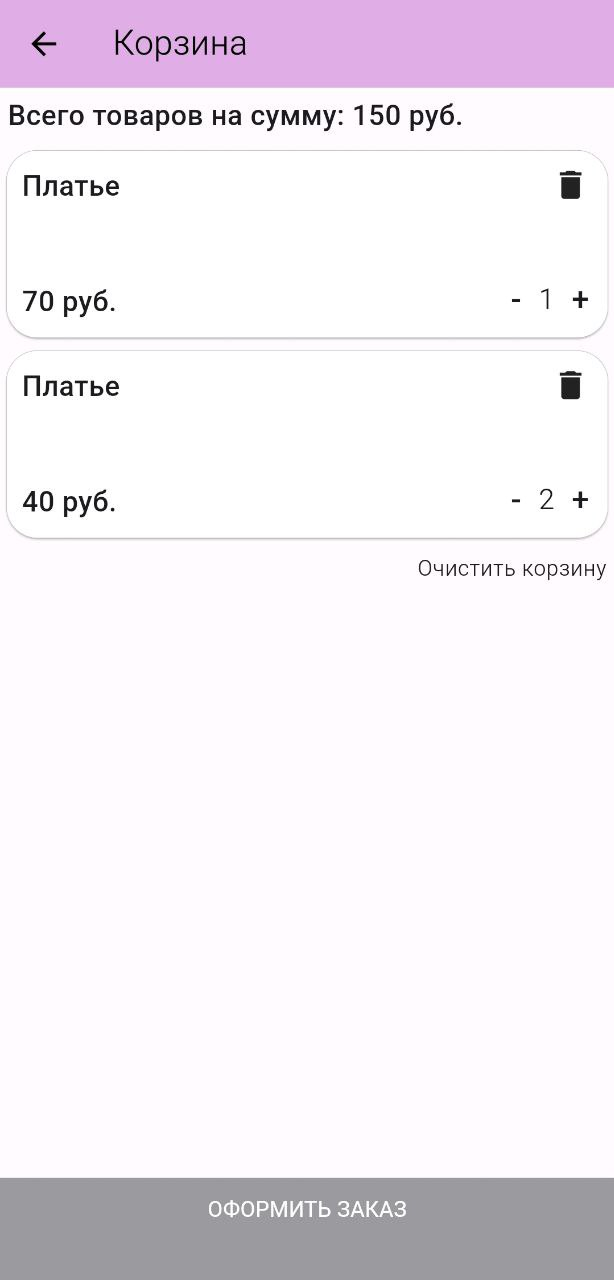 Корзина
Всего товаров на сумму: 150 руб.
Платье
70 руб. - 1 +
Платье
40 руб. - 2 +
Очистить корзину
ОФОРМИТЬ ЗАКАЗ